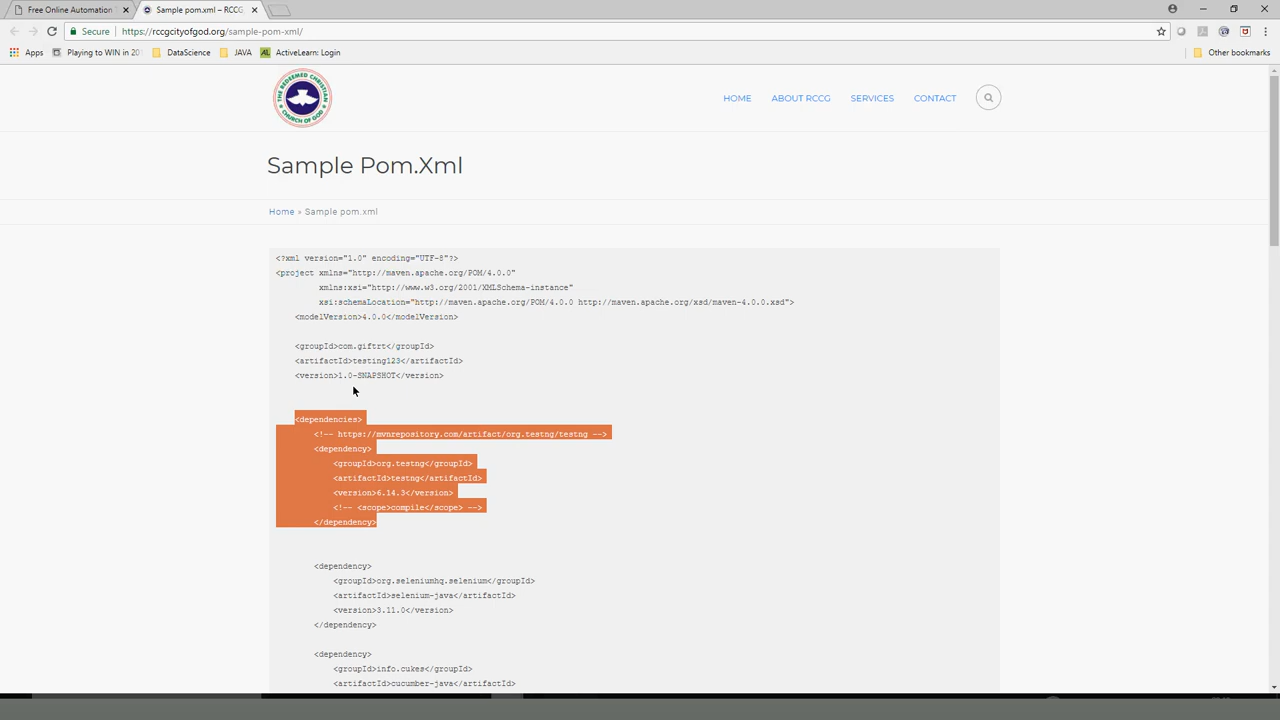 Free Online Automation T
Sample pom.xml – RCCG
Secure
https://rccgcityofgod.org/sample-pom-xml/
Apps
Playing to WIN in 20
DataScience
JAVA
AL
ActiveLearn: Login
Other bookmarks
THE REDEEMED CHRISTIAN CHURCH OF GOD
HOME
ABOUT RCCG
SERVICES
CONTACT
Sample Pom.Xml
Home » Sample pom.xml
<?xml version="1.0" encoding="UTF-8"?>
<project xmlns="http://maven.apache.org/POM/4.0.0"
xmlns:xsi="http://www.w3.org/2001/XMLSchema-instance"
xsi:schemaLocation="http://maven.apache.org/POM/4.0.0 http://maven.apache.org/xsd/maven-4.0.0.xsd">
<modelVersion>4.0.0</modelVersion>
<groupId>com.giftrt</groupId>
<artifactId>testing123</artifactId>
<version>1.0-SNAPSHOT</version>
<dependencies>
<!-- https://mvnrepository.com/artifact/org.testng/testng -->
<dependency>
<groupId>org.testng</groupId>
<artifactId>testng</artifactId>
<version>6.14.3</version>
<!-- <scope>compile</scope> -->
</dependency>
<dependency>
<groupId>org.seleniumhq.selenium</groupId>
<artifactId>selenium-java</artifactId>
<version>3.11.0</version>
</dependency>
<dependency>
<groupId>info.cukes</groupId>
<artifactId>cucumber-java</artifactId>